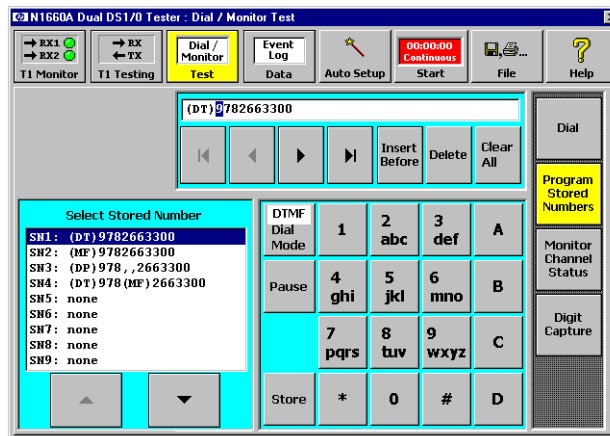 N1660A Dual DS1/0 Tester : Dial / Monitor Test
RX1
RX2
T1 Monitor
RX
TX
T1 Testing
Dial /
Monitor
Test
Event
Log
Data
Auto Setup
00:00:00
Continuous
Start
File
Help
(DT)9782663300
Insert
Before
Delete
Clear
All
Dial
Program
Stored
Numbers
Monitor
Channel
Status
Digit
Capture
Select Stored Number
SN1: (DT)9782663300
SN2: (MF)9782663300
SN3: (DP)978,,2663300
SN4: (DT)978(MF)2663300
SN5: none
SN6: none
SN7: none
SN8: none
SN9: none
DTMF
Dial
Mode
1
2
abc
3
def
A
Pause
4
ghi
5
jkl
6
mno
B
7
pqrs
8
tuv
9
wxyz
C
Store
*
0
#
D